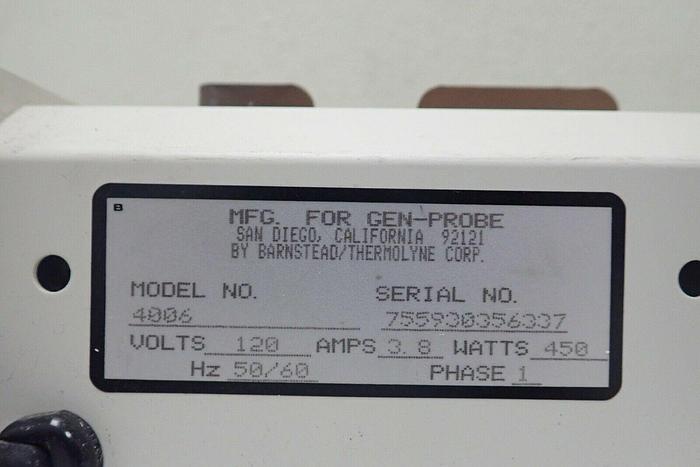 B
MFG. FOR GEN-PROBE
SAN DIEGO, CALIFORNIA 92121
BY BARNSTEAD/THERMOLYNE CORP.
MODEL NO. SERIAL NO.
4006 755930356337
VOLTS 120 AMPS 3.8 WATTS 450
Hz 50/60 PHASE 1